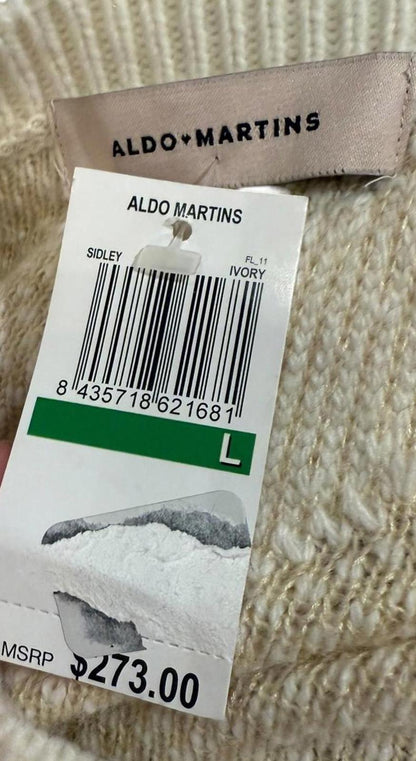 ALDO♥MARTINS
ALDO MARTINS
SIDLEY FL_11
IVORY
8 435718 621681
L
MSRP $273.00